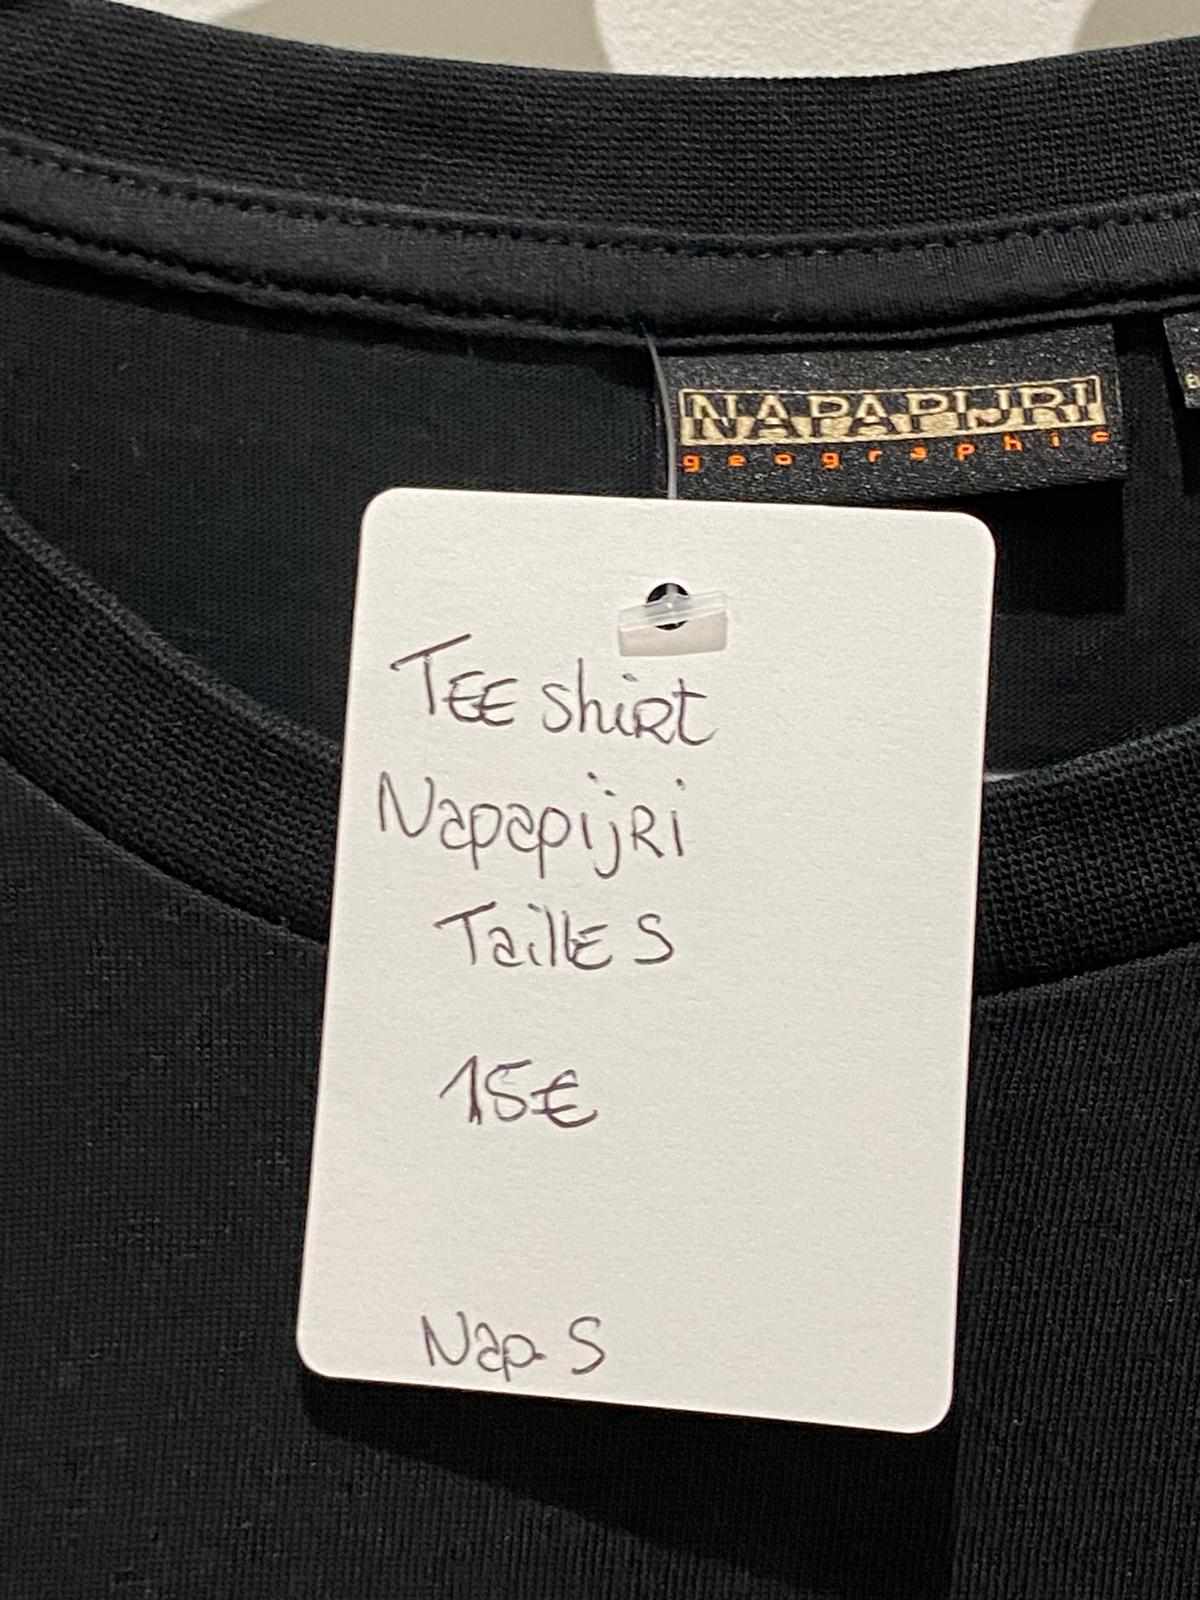 NAPAPIJRI
geographic
TEE shirt
Napapijri
Taille S
15€
Nap. S